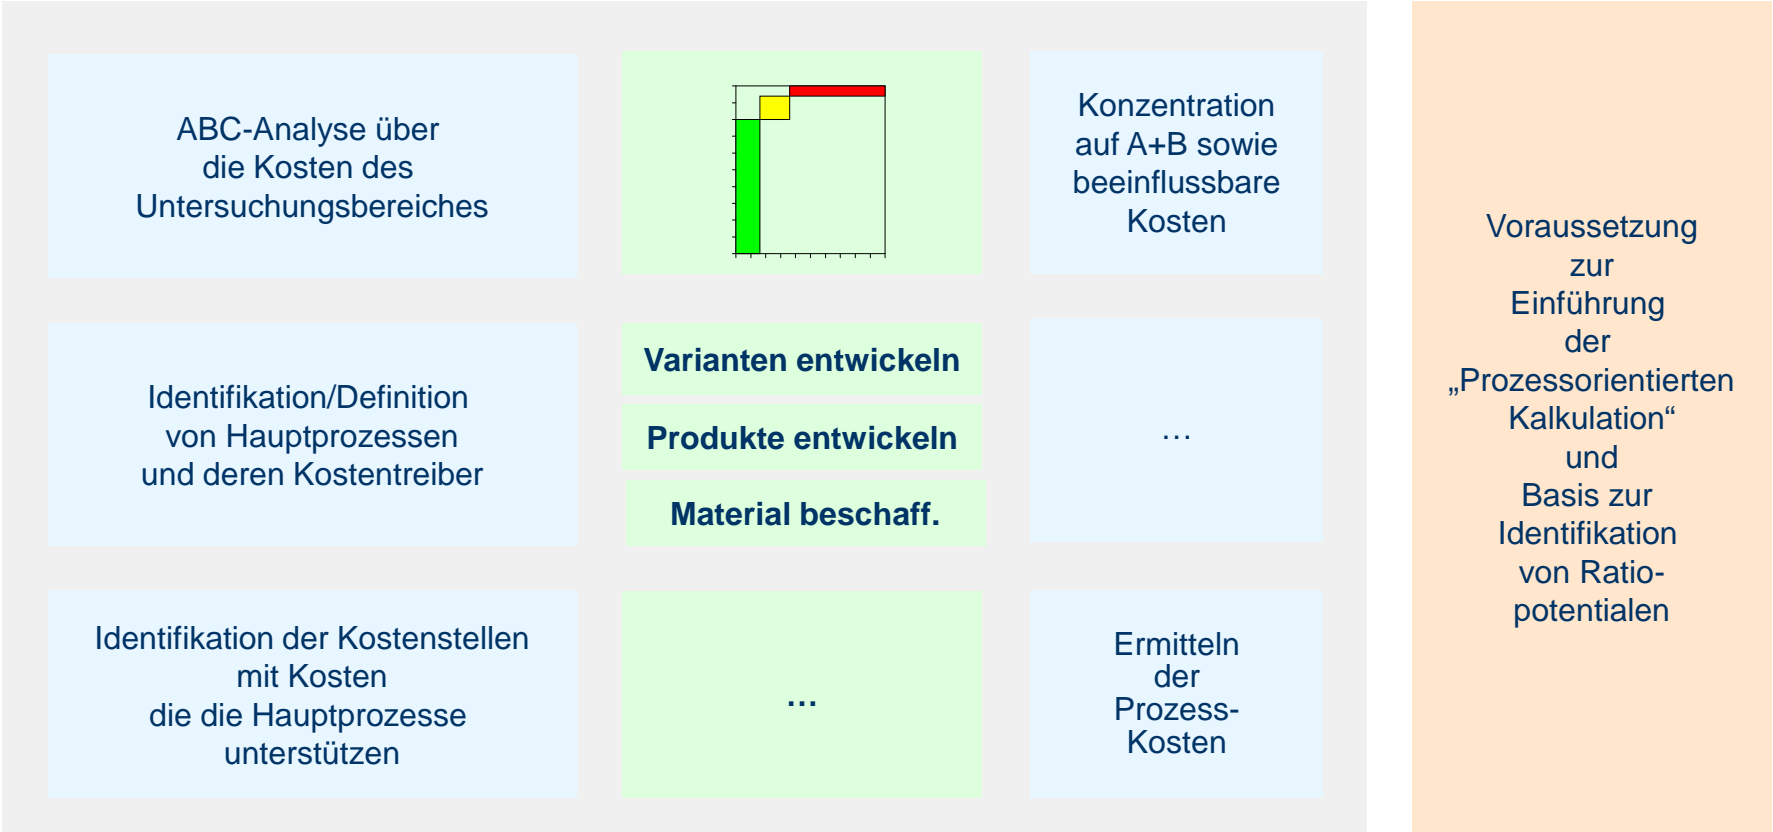 ABC-Analyse über
die Kosten des
Untersuchungsbereiches
Konzentration
auf A+B sowie
beeinflussbare
Kosten
Identifikation/Definition
von Hauptprozessen
und deren Kostentreiber
Varianten entwickeln
Produkte entwickeln
Material beschaff.
…
Identifikation der Kostenstellen
mit Kosten
die die Hauptprozesse
unterstützen
…
Ermitteln
der
Prozess-
Kosten
Voraussetzung
zur
Einführung
der
„Prozessorientierten
Kalkulation“
und
Basis zur
Identifikation
von Ratio-
potentialen